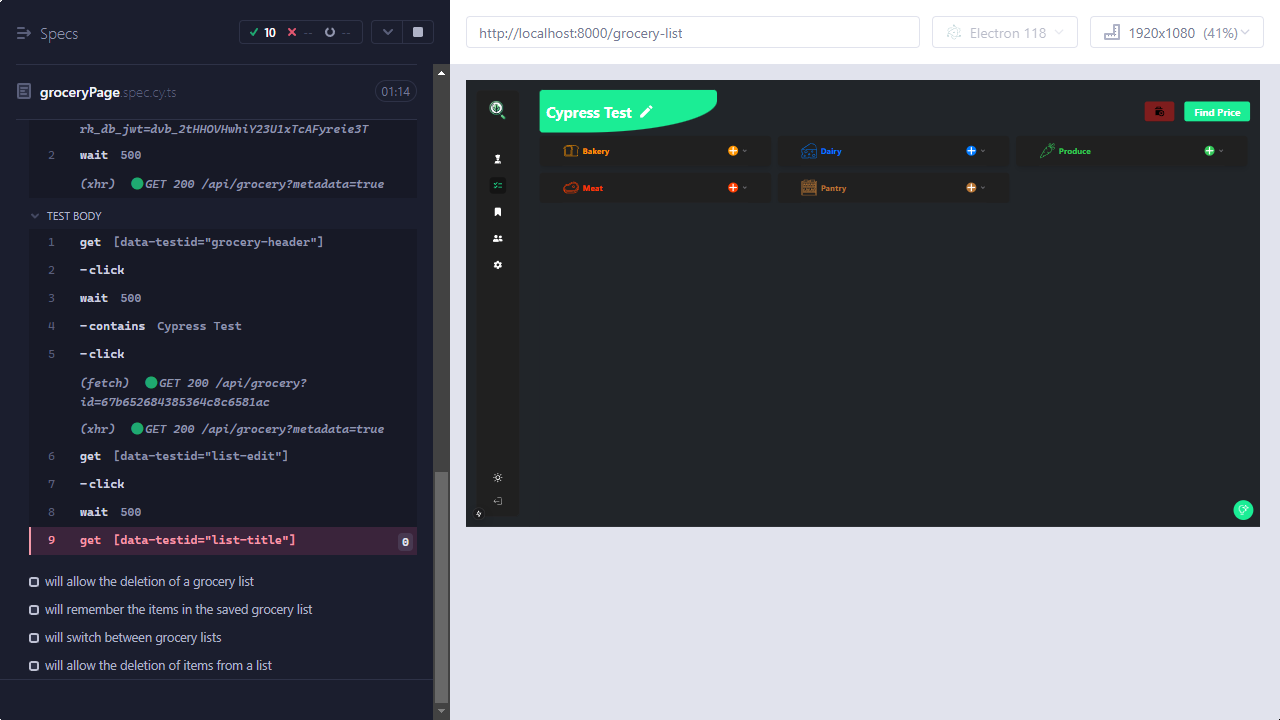 Specs
10 -- --
groceryPage.spec.cy.ts 01:14
rk_db_jwt=dvb_2tHHOVHwhiY23U1xTcAFyreie3T
2 wait 500
(xhr) GET 200 /api/grocery?metadata=true
TEST BODY
1 get [data-testid="grocery-header"]
2 -click
3 wait 500
4 -contains Cypress Test
5 -click
(fetch) GET 200 /api/grocery?
id=67b652684385364c8c6581ac
(xhr) GET 200 /api/grocery?metadata=true
6 get [data-testid="list-edit"]
7 -click
8 wait 500
9 get [data-testid="list-title"] 0
will allow the deletion of a grocery list
will remember the items in the saved grocery list
will switch between grocery lists
will allow the deletion of items from a list
http://localhost:8000/grocery-list
Electron 118
1920x1080 (41%)
Cypress Test
Find Price
Bakery
Dairy
Produce
Meat
Pantry